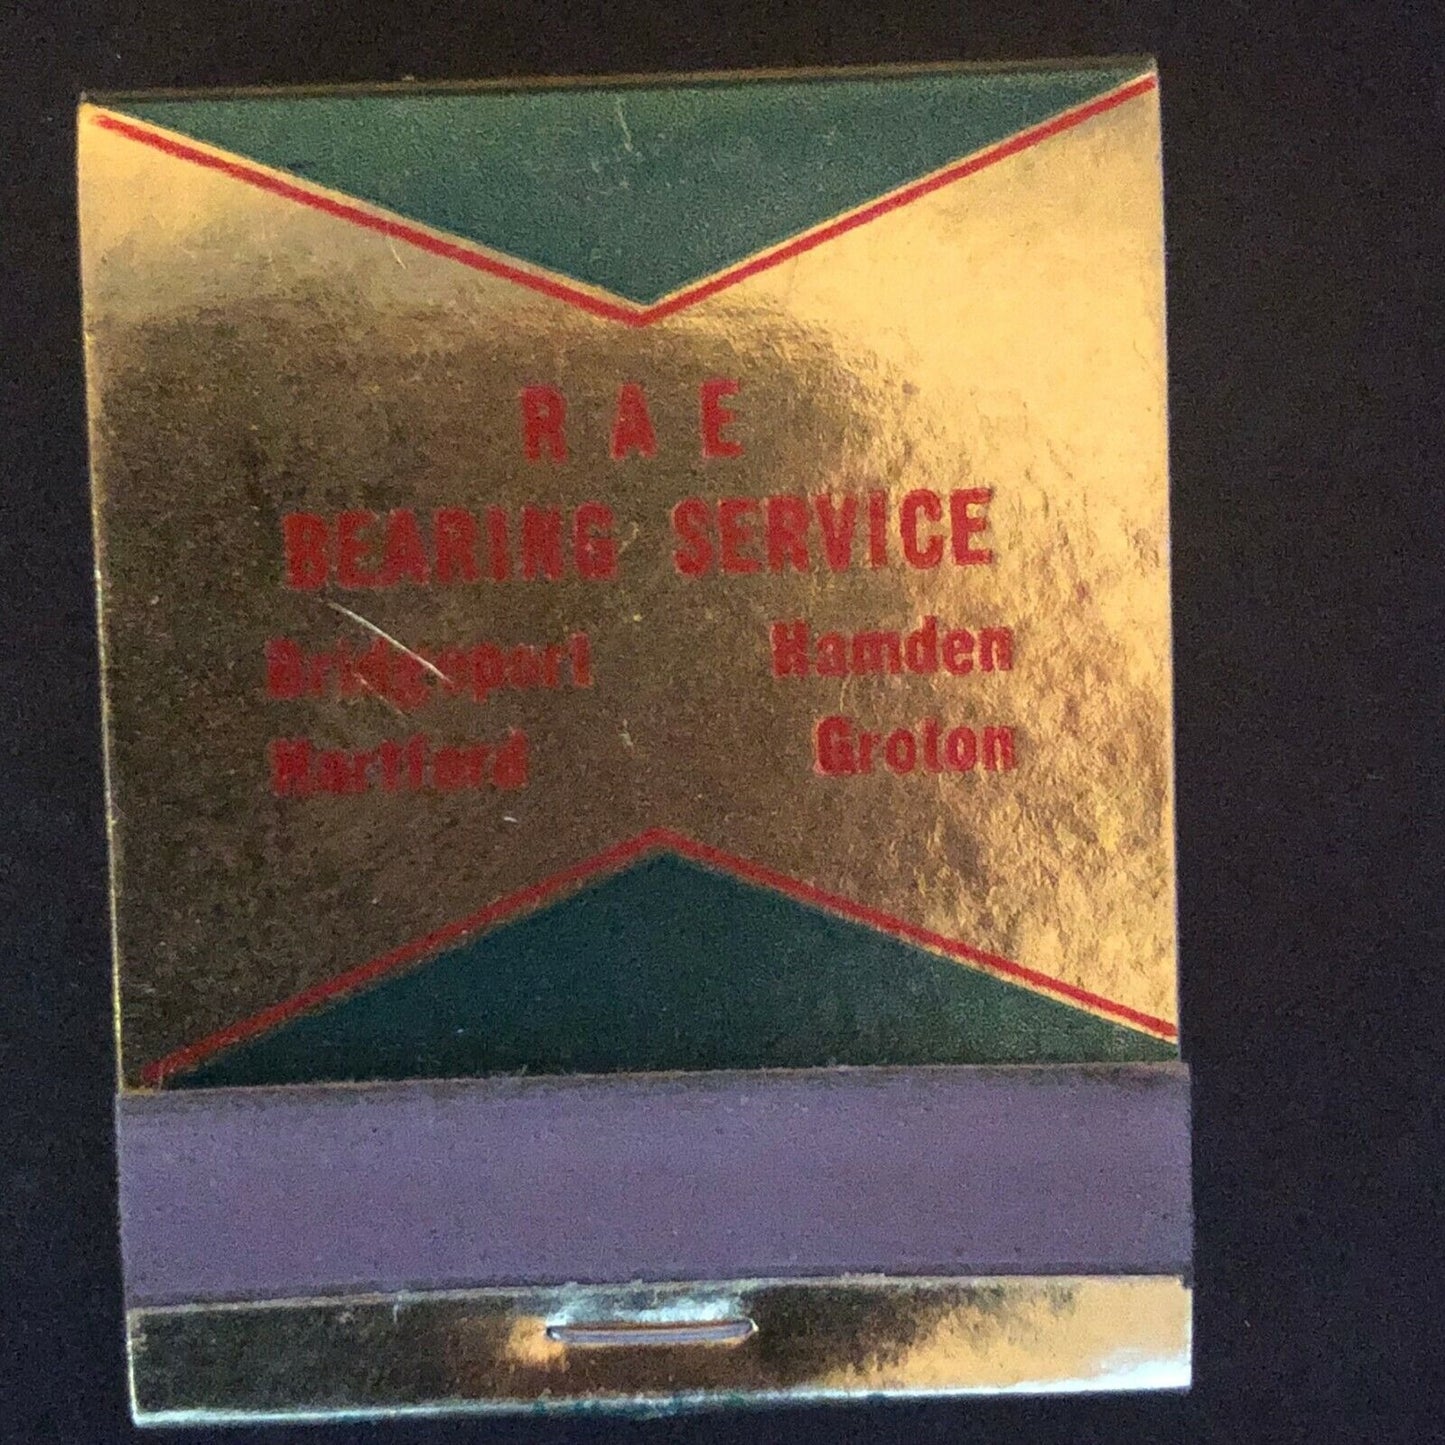 RAE
BEARING SERVICE
Bridgeport Hamden
Hartford Groton